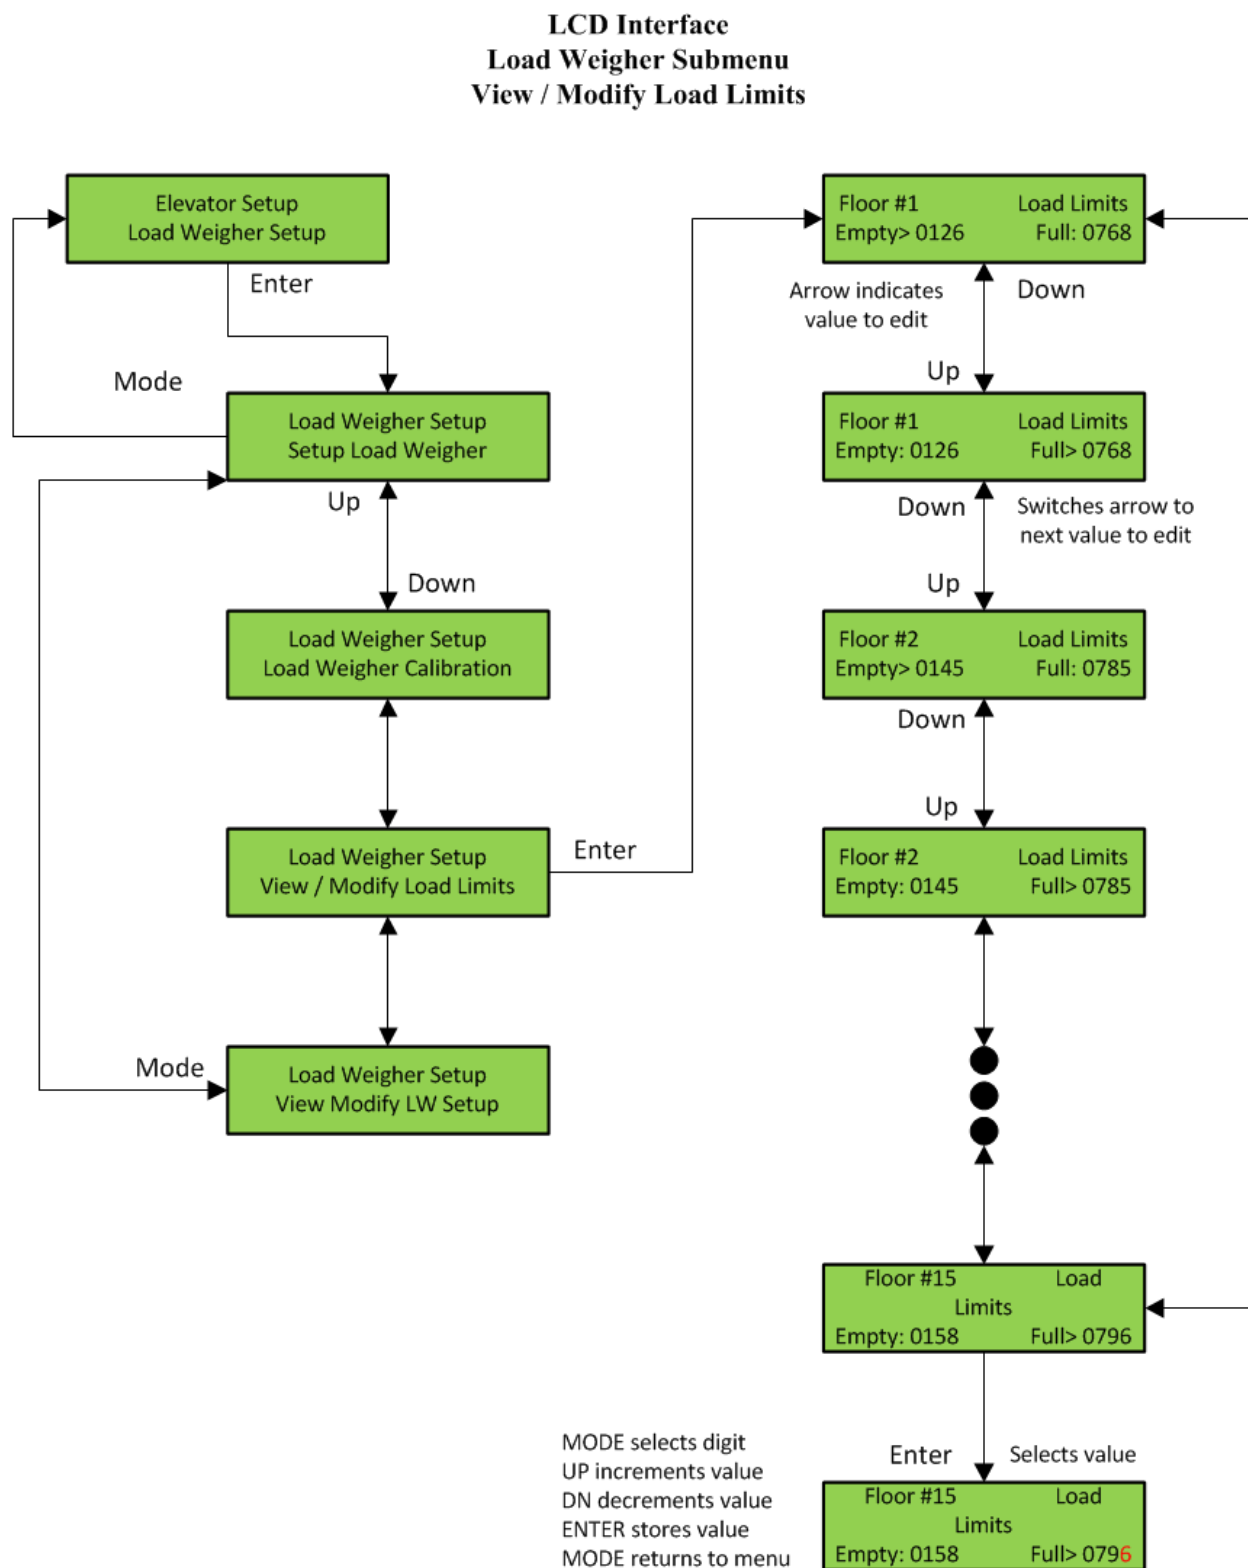 LCD Interface
Load Weigher Submenu
View / Modify Load Limits
Elevator Setup
Load Weigher Setup
Enter
Mode
Load Weigher Setup
Setup Load Weigher
Up
Down
Load Weigher Setup
Load Weigher Calibration
Load Weigher Setup
View / Modify Load Limits
Enter
Mode
Load Weigher Setup
View Modify LW Setup
Floor #1 Load Limits
Empty> 0126 Full: 0768
Arrow indicates
value to edit
Down
Up
Floor #1 Load Limits
Empty: 0126 Full> 0768
Down
Switches arrow to
next value to edit
Up
Floor #2 Load Limits
Empty> 0145 Full: 0785
Down
Up
Floor #2 Load Limits
Empty: 0145 Full> 0785
Floor #15 Load
Limits
Empty: 0158 Full> 0796
Enter
Selects value
MODE selects digit
UP increments value
DN decrements value
ENTER stores value
MODE returns to menu
Floor #15 Load
Limits
Empty: 0158 Full> 0796